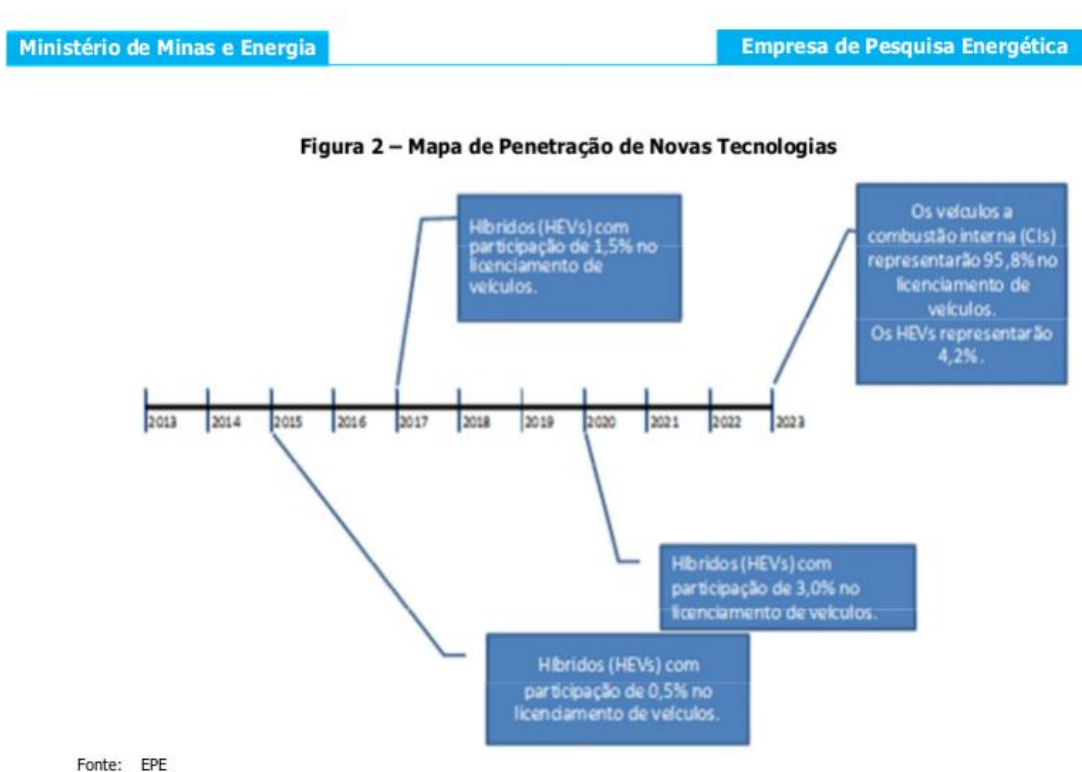 Ministério de Minas e Energia
Empresa de Pesquisa Energética
Figura 2 – Mapa de Penetração de Novas Tecnologias
Híbridos (HEVs) com
participação de 1,5% no
licenciamento de
veículos.
Os veículos a
combustão interna (CIs)
representarão 95,8% no
licenciamento de
veículos.
Os HEVs representarão
4,2% .
2013 2014 2015 2016 2017 2018 2019 2020 2021 2022 2023
Híbridos (HEVs) com
participação de 3,0% no
licenciamento de veículos.
Híbridos (HEVs) com
participação de 0,5% no
licenciamento de veículos.
Fonte: EPE